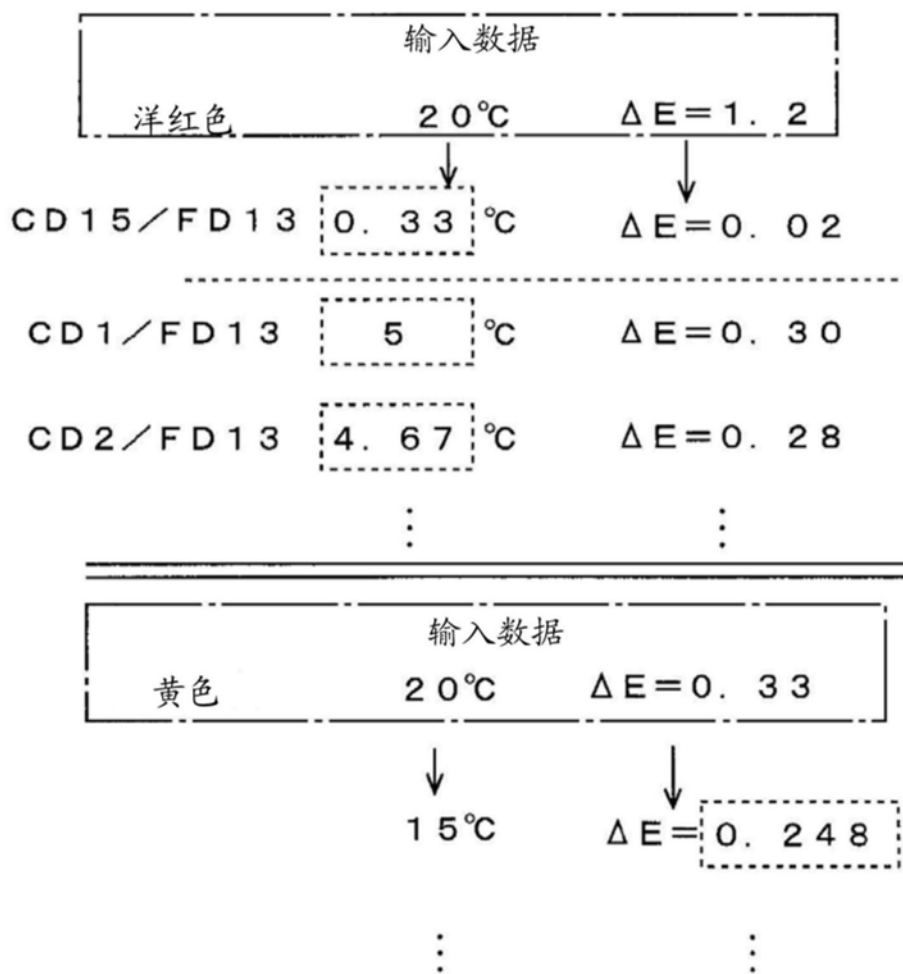 输入数据
洋红色 20℃ ΔE=1. 2
CD15/FD13 0. 33 ℃ ΔE=0. 02
CD1/FD13 5 ℃ ΔE=0. 30
CD2/FD13 4. 67 ℃ ΔE=0. 28
输入数据
黄色 20℃ ΔE=0. 33
15℃ ΔE=0. 248